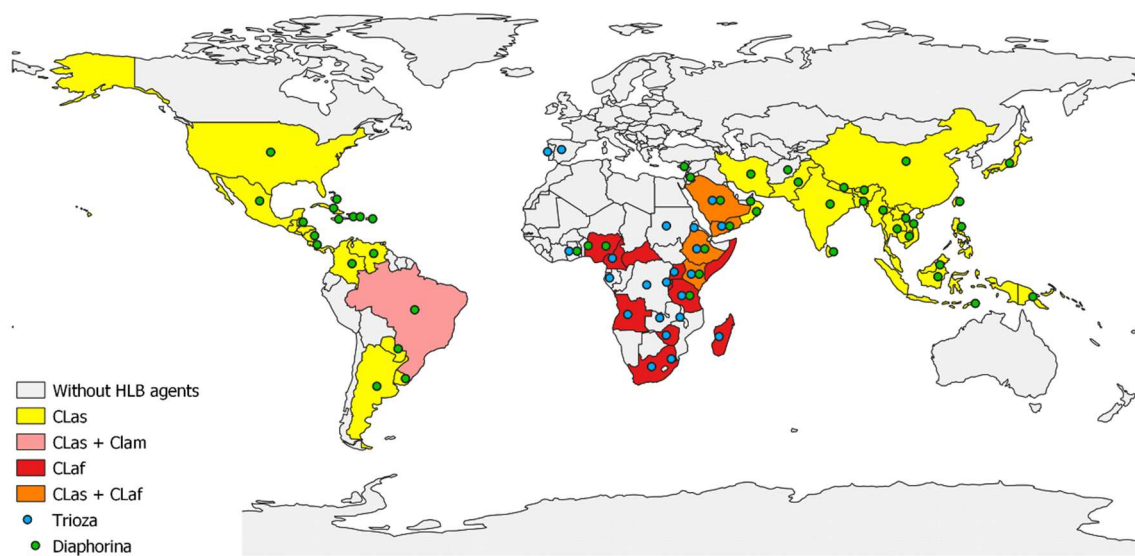 Without HLB agents
CLas
CLas + Clam
CLaf
CLas + CLaf
Trioza
Diaphorina